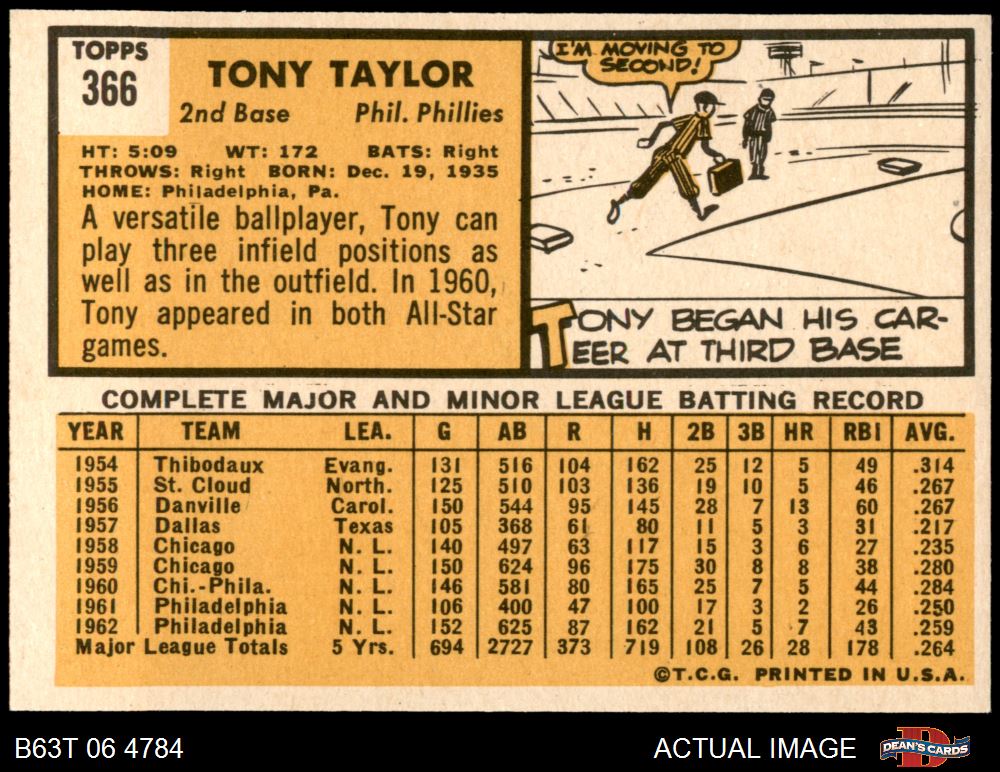 TOPPS
366
TONY TAYLOR
2nd Base Phil. Phillies
HT: 5:09 WT: 172 BATS: Right
THROWS: Right BORN: Dec. 19, 1935
HOME: Philadelphia, Pa.
A versatile ballplayer, Tony can
play three infield positions as
well as in the outfield. In 1960,
Tony appeared in both All-Star
games.
I'M MOVING TO
SECOND!
TONY BEGAN HIS CAR-
EER AT THIRD BASE
COMPLETE MAJOR AND MINOR LEAGUE BATTING RECORD
YEAR TEAM LEA. G AB R H 2B 3B HR RBI AVG.
1954 Thibodaux Evang. 131 516 104 162 25 12 5 49 .314
1955 St. Cloud North. 125 510 103 136 19 10 5 46 .267
1956 Danville Carol. 150 544 95 145 28 7 13 60 .267
1957 Dallas Texas 105 368 61 80 11 5 3 31 .217
1958 Chicago N. L. 140 497 63 117 15 3 6 27 .235
1959 Chicago N. L. 150 624 96 175 30 8 8 38 .280
1960 Chi.-Phila. N. L. 146 581 80 165 25 7 5 44 .284
1961 Philadelphia N. L. 106 400 47 100 17 3 2 26 .250
1962 Philadelphia N. L. 152 625 87 162 21 5 7 43 .259
Major League Totals 5 Yrs. 694 2727 373 719 108 26 28 178 .264
©T.C.G. PRINTED IN U.S.A.
B63T 06 4784 ACTUAL IMAGE D DEAN'S CARDS